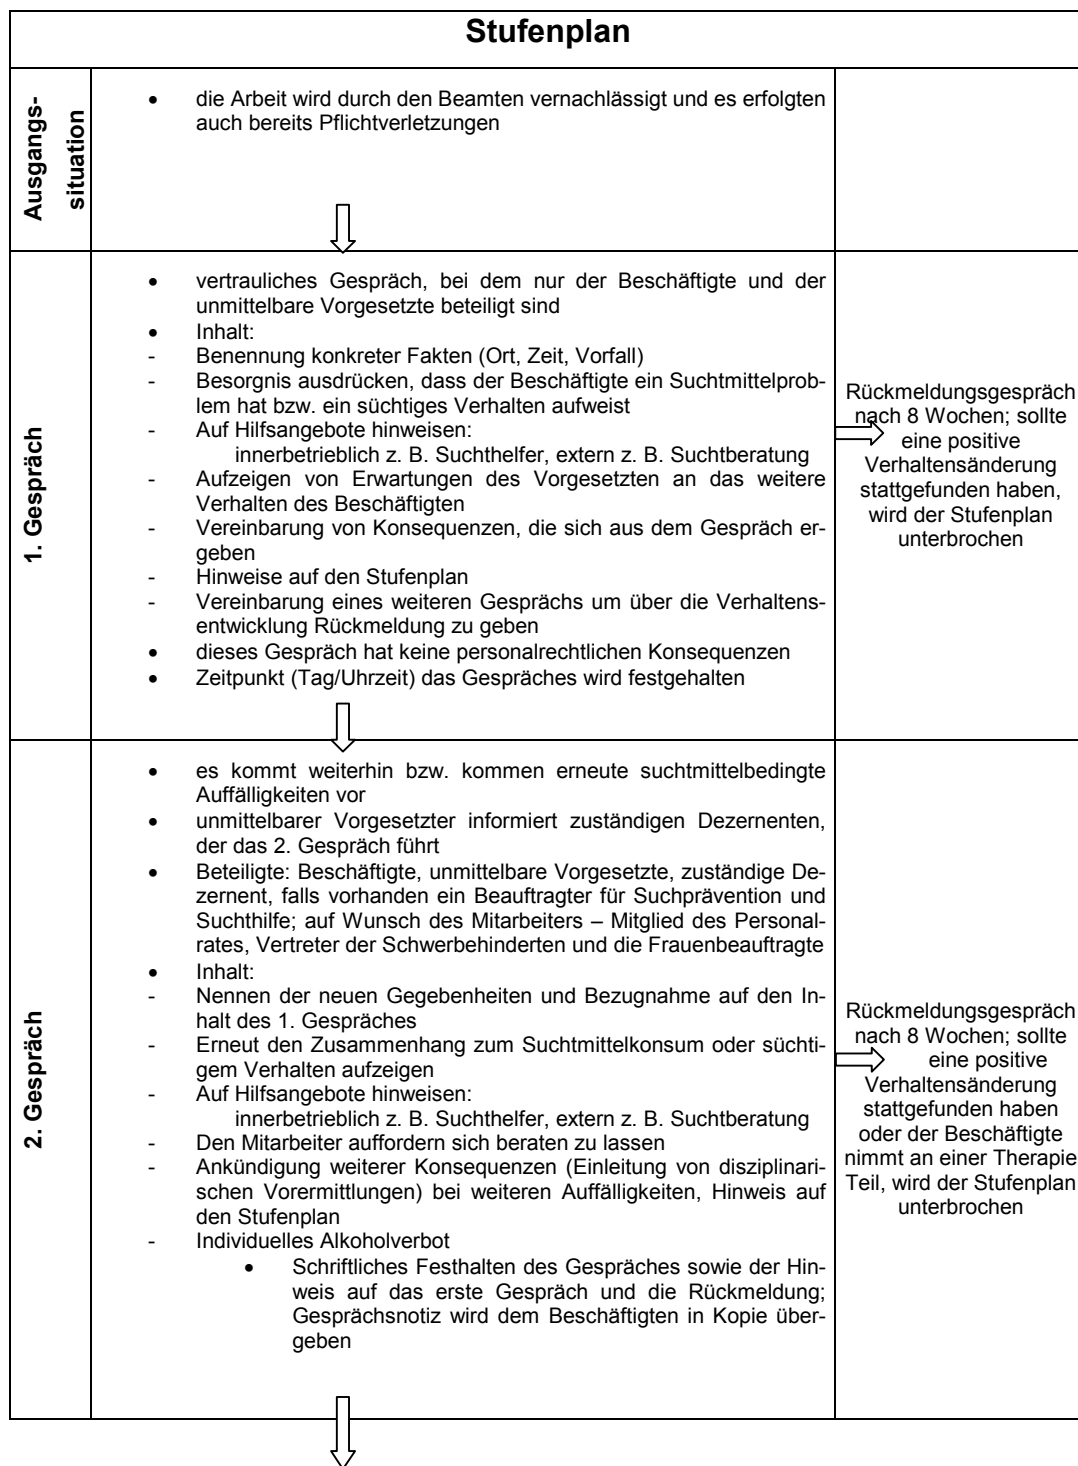 Stufenplan
Ausgangs-
situation
• die Arbeit wird durch den Beamten vernachlässigt und es erfolgten
auch bereits Pflichtverletzungen
1. Gespräch
• vertrauliches Gespräch, bei dem nur der Beschäftigte und der
unmittelbare Vorgesetzte beteiligt sind
• Inhalt:
- Benennung konkreter Fakten (Ort, Zeit, Vorfall)
- Besorgnis ausdrücken, dass der Beschäftigte ein Suchtmittelprob-
lem hat bzw. ein süchtiges Verhalten aufweist
- Auf Hilfsangebote hinweisen:
innerbetrieblich z. B. Suchthelfer, extern z. B. Suchtberatung
- Aufzeigen von Erwartungen des Vorgesetzten an das weitere
Verhalten des Beschäftigten
- Vereinbarung von Konsequenzen, die sich aus dem Gespräch er-
geben
- Hinweise auf den Stufenplan
- Vereinbarung eines weiteren Gesprächs um über die Verhaltens-
entwicklung Rückmeldung zu geben
• dieses Gespräch hat keine personalrechtlichen Konsequenzen
• Zeitpunkt (Tag/Uhrzeit) das Gespräches wird festgehalten
Rückmeldungsgespräch
nach 8 Wochen; sollte
eine positive
Verhaltensänderung
stattgefunden haben,
wird der Stufenplan
unterbrochen
2. Gespräch
• es kommt weiterhin bzw. kommen erneute suchtmittelbedingte
Auffälligkeiten vor
• unmittelbarer Vorgesetzter informiert zuständigen Dezernenten,
der das 2. Gespräch führt
• Beteiligte: Beschäftigte, unmittelbare Vorgesetzte, zuständige De-
zernent, falls vorhanden ein Beauftragter für Suchprävention und
Suchthilfe; auf Wunsch des Mitarbeiters – Mitglied des Personal-
rates, Vertreter der Schwerbehinderten und die Frauenbeauftragte
• Inhalt:
- Nennen der neuen Gegebenheiten und Bezugnahme auf den In-
halt des 1. Gespräches
- Erneut den Zusammenhang zum Suchtmittelkonsum oder süchti-
gem Verhalten aufzeigen
- Auf Hilfsangebote hinweisen:
innerbetrieblich z. B. Suchthelfer, extern z. B. Suchtberatung
- Den Mitarbeiter auffordern sich beraten zu lassen
- Ankündigung weiterer Konsequenzen (Einleitung von disziplinari-
schen Vorermittlungen) bei weiteren Auffälligkeiten, Hinweis auf
den Stufenplan
- Individuelles Alkoholverbot
• Schriftliches Festhalten des Gespräches sowie der Hin-
weis auf das erste Gespräch und die Rückmeldung;
Gesprächsnotiz wird dem Beschäftigten in Kopie über-
geben
Rückmeldungsgespräch
nach 8 Wochen; sollte
eine positive
Verhaltensänderung
stattgefunden haben
oder der Beschäftigte
nimmt an einer Therapie
Teil, wird der Stufenplan
unterbrochen